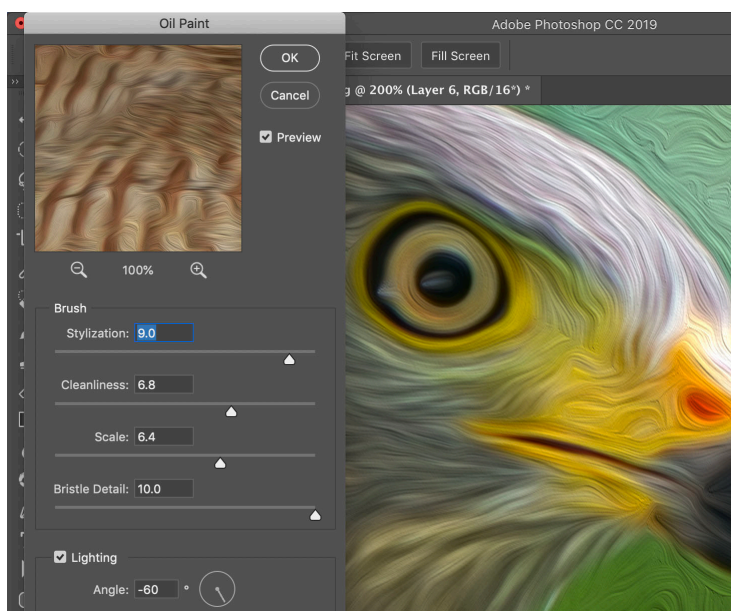 Oil Paint
Adobe Photoshop CC 2019
OK
Fit Screen
Fill Screen
Cancel
g @ 200% (Layer 6, RGB/16*) *
Preview
100%
Brush
Stylization: 9.0
Cleanliness: 6.8
Scale: 6.4
Bristle Detail: 10.0
Lighting
Angle: -60 °